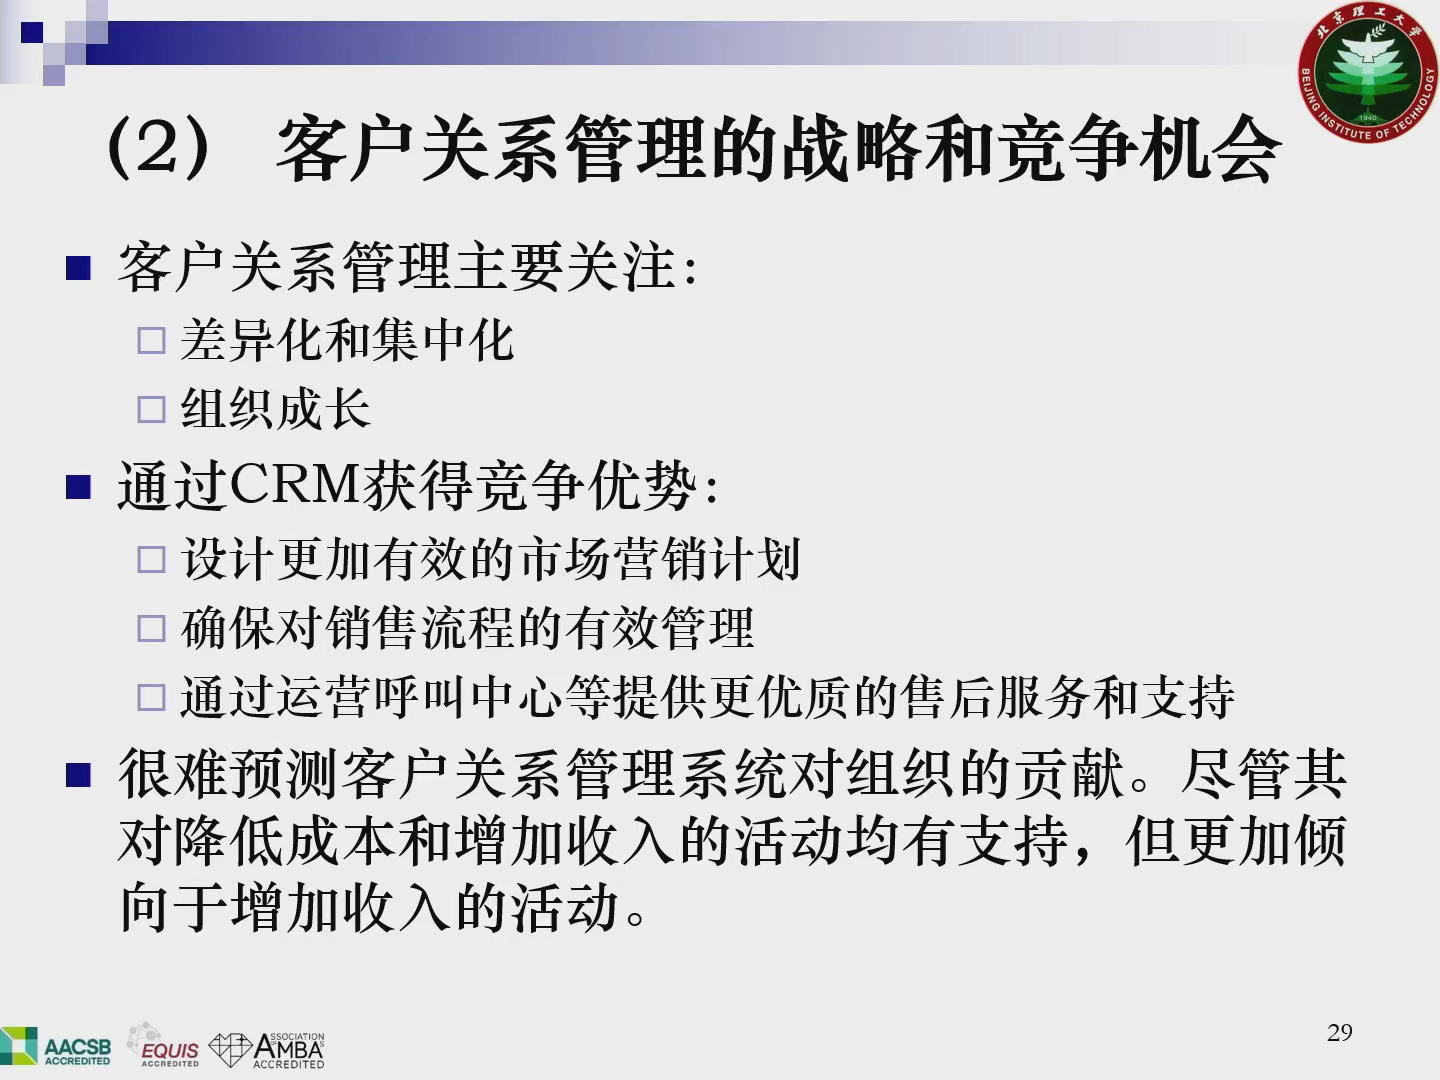 北京理工大学
BEIJING INSTITUTE OF TECHNOLOGY
1940
(2) 客户关系管理的战略和竞争机会
客户关系管理主要关注：
差异化和集中化
组织成长
通过CRM获得竞争优势：
设计更加有效的市场营销计划
确保对销售流程的有效管理
通过运营呼叫中心等提供更优质的售后服务和支持
很难预测客户关系管理系统对组织的贡献。尽管其
对降低成本和增加收入的活动均有支持，但更加倾
向于增加收入的活动。
AACSB
ACCREDITED
EQUIS
ACCREDITED
ASSOCIATION
OF
AMBAS
ACCREDITED
29